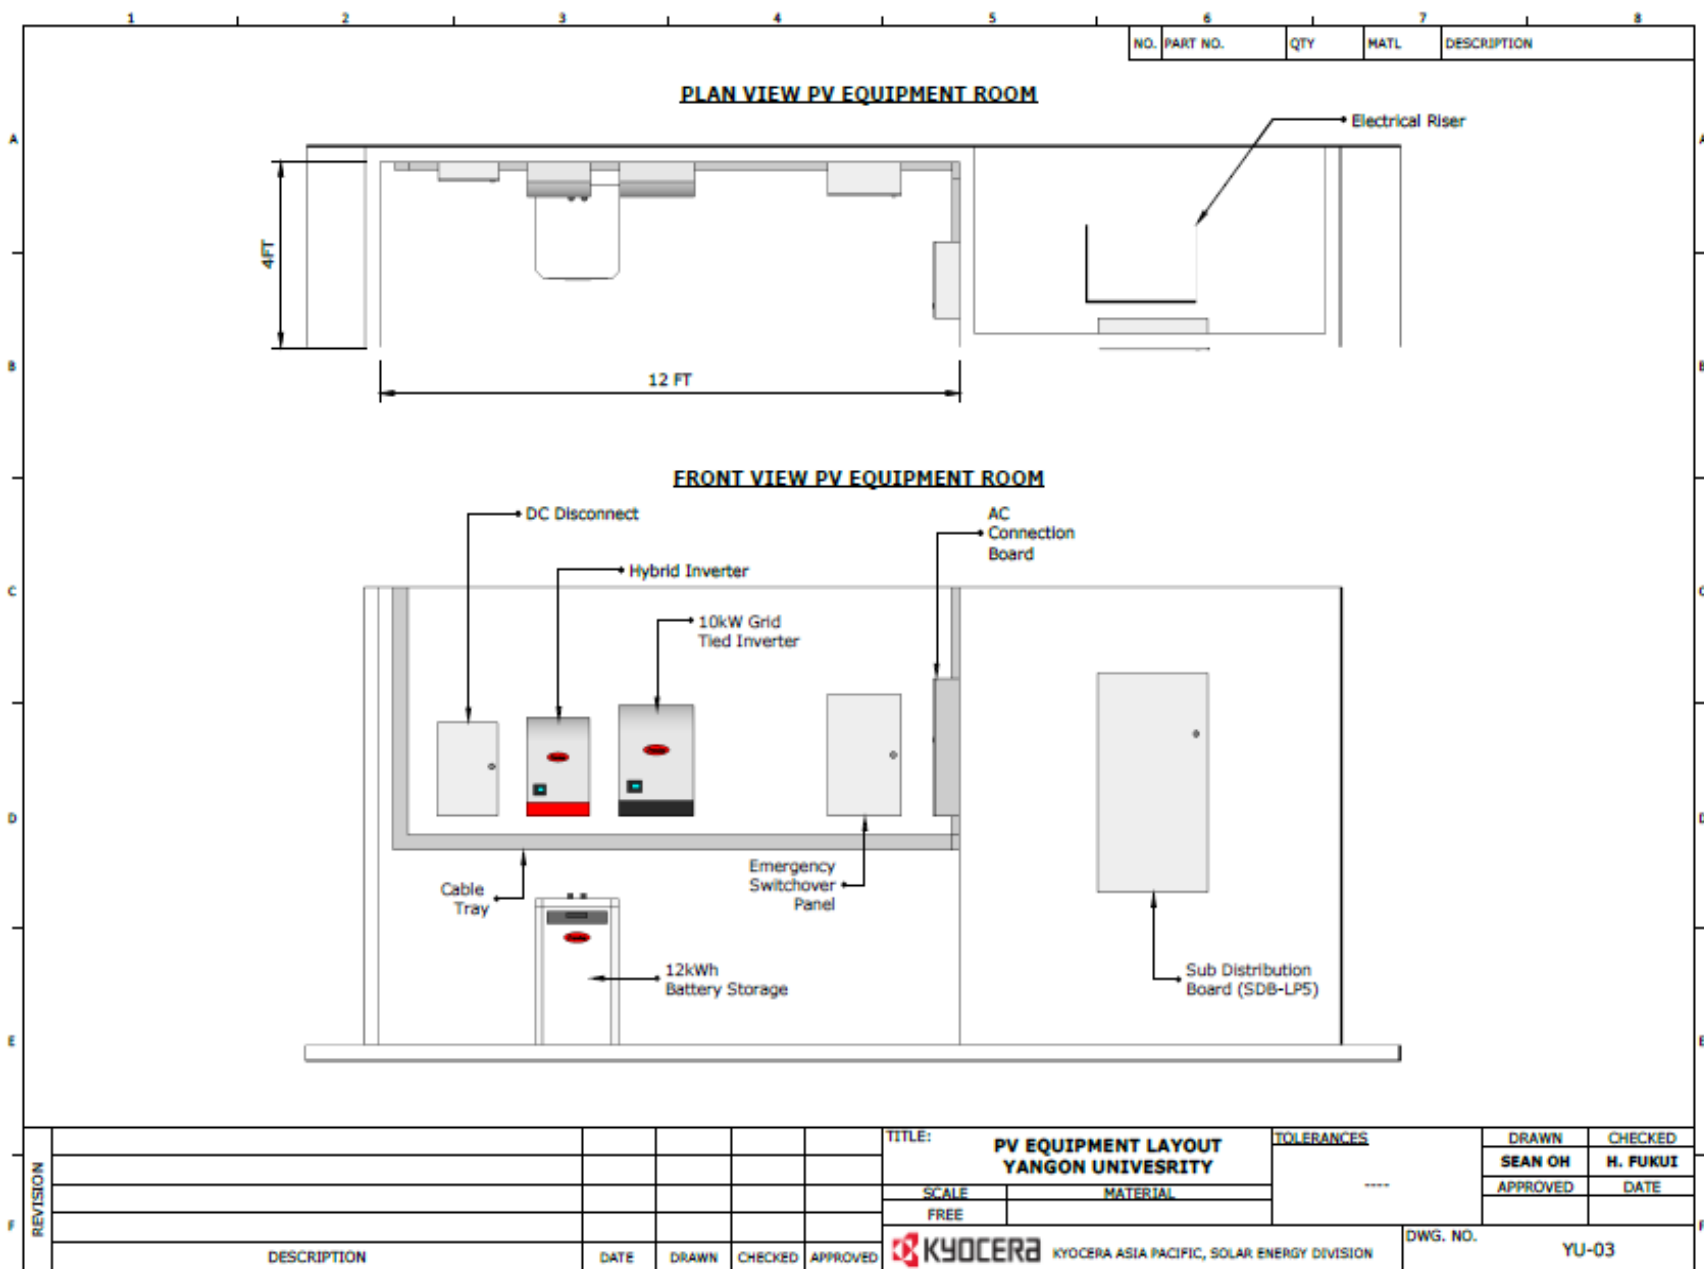 1 2 3 4 5 6 7 8
NO. PART NO. QTY MATL DESCRIPTION
PLAN VIEW PV EQUIPMENT ROOM
A
A
Electrical Riser
4FT
B
B
12 FT
FRONT VIEW PV EQUIPMENT ROOM
DC Disconnect
AC
Connection
Board
Hybrid Inverter
C
C
10kW Grid
Tied Inverter
D
D
Emergency
Switchover
Panel
Cable
Tray
12kWh
Battery Storage
Sub Distribution
Board (SDB-LP5)
E
E
REVISION
F
F
DESCRIPTION DATE DRAWN CHECKED APPROVED
TITLE:
PV EQUIPMENT LAYOUT
YANGON UNIVESRITY
SCALE MATERIAL
FREE
TOLERANCES
----
DRAWN CHECKED
SEAN OH H. FUKUI
APPROVED DATE
KYOCERA KYOCERA ASIA PACIFIC, SOLAR ENERGY DIVISION
DWG. NO.
YU-03